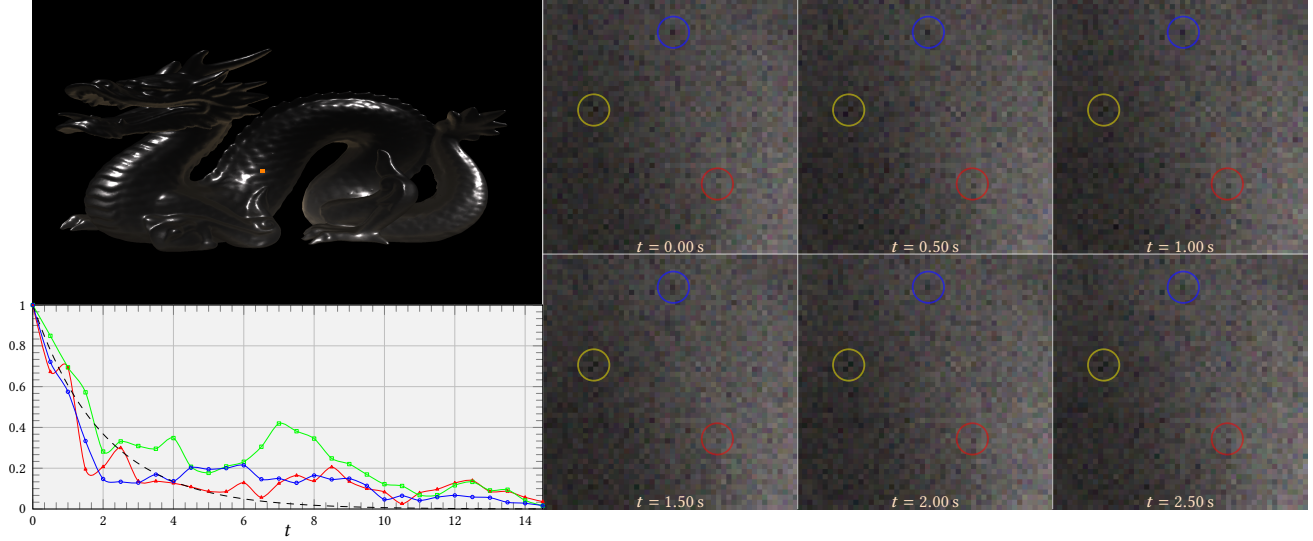 t = 0.00 s
t = 0.50 s
t = 1.00 s
t = 1.50 s
t = 2.00 s
t = 2.50 s
1
0.8
0.6
0.4
0.2
0
0 2 4 6 8 10 12 14
t